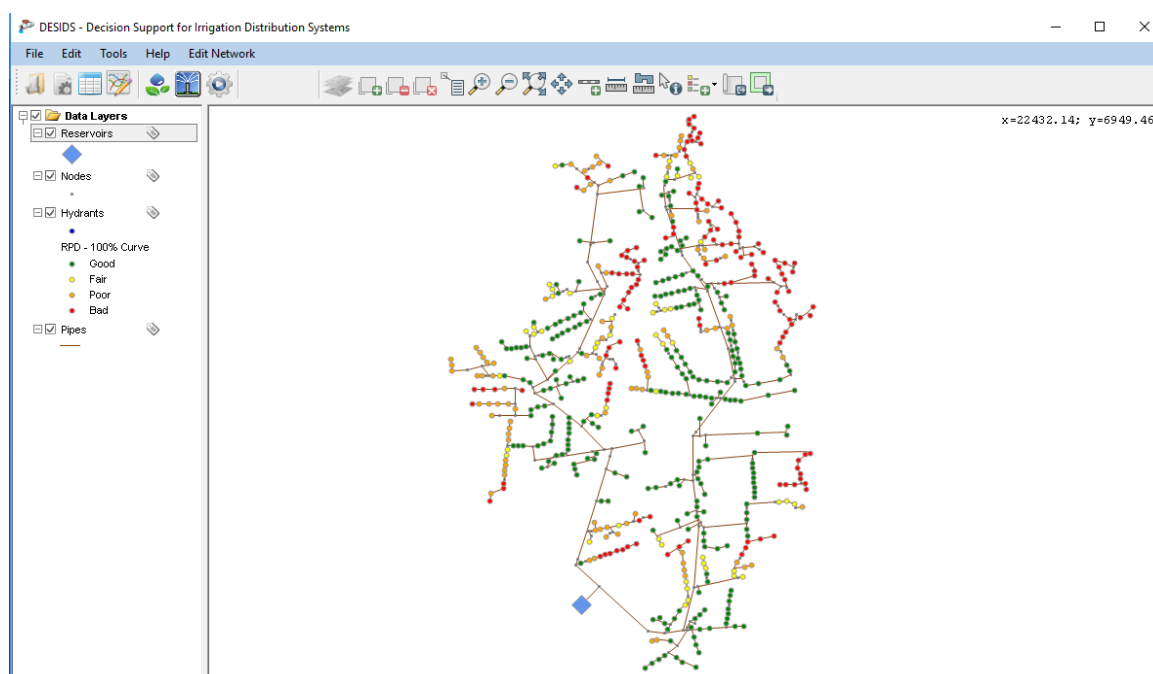 DESIDS - Decision Support for Irrigation Distribution Systems
File Edit Tools Help Edit Network
x=22432.14; y=6949.46
Data Layers
Reservoirs
Nodes
Hydrants
RPD - 100% Curve
Good
Fair
Poor
Bad
Pipes